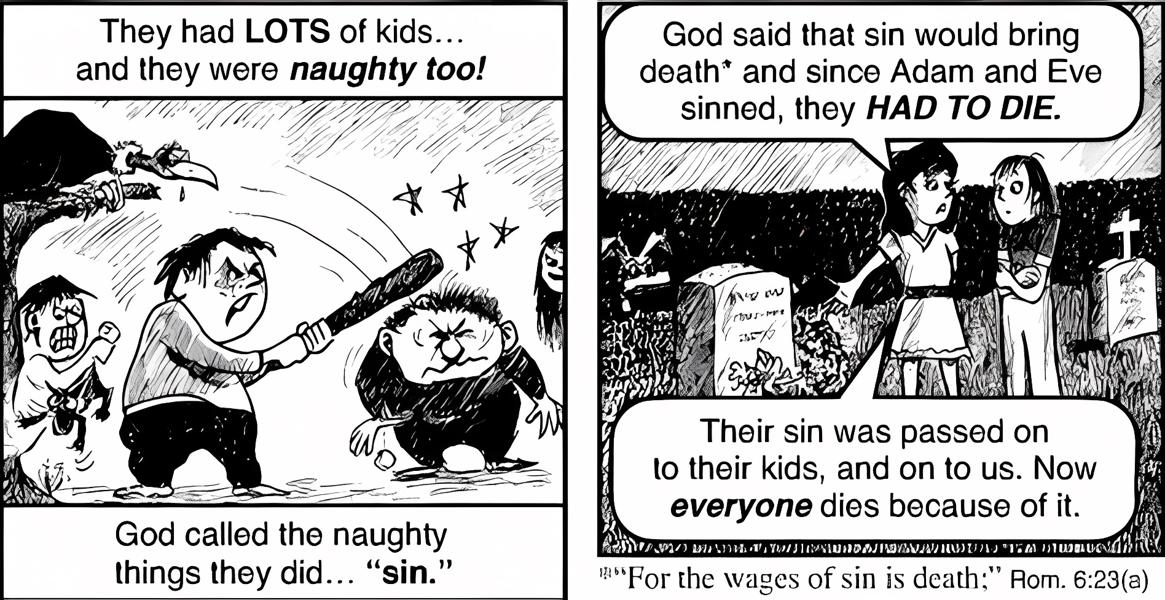 They had LOTS of kids...
and they were naughty too!
God called the naughty
things they did... “sin.”
God said that sin would bring
death* and since Adam and Eve
sinned, they HAD TO DIE.
Their sin was passed on
to their kids, and on to us. Now
everyone dies because of it.
“For the wages of sin is death;” Rom. 6:23(a)